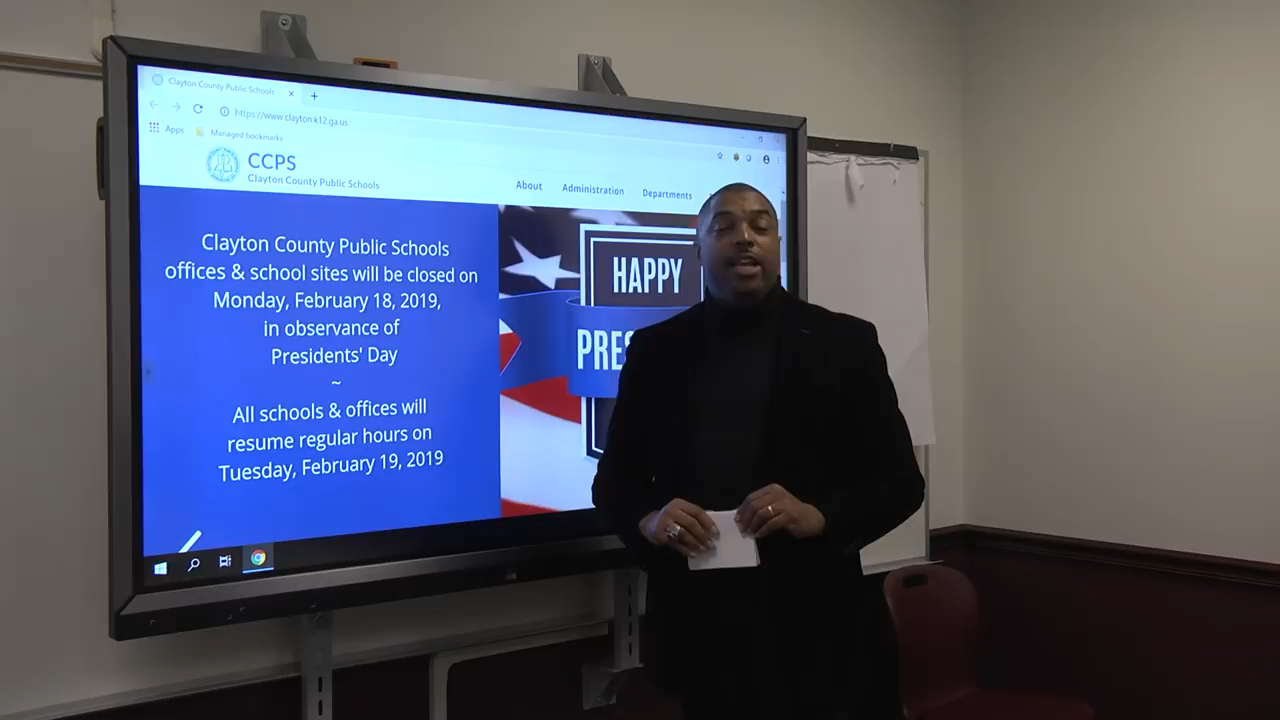 Clayton County Public Schools
https://www.clayton.k12.ga.us
Apps
Managed bookmarks
CCPS
Clayton County Public Schools
About
Administration
Departments
Clayton County Public Schools
offices & school sites will be closed on
Monday, February 18, 2019,
in observance of
Presidents' Day
~
All schools & offices will
resume regular hours on
Tuesday, February 19, 2019
HAPPY
PRES